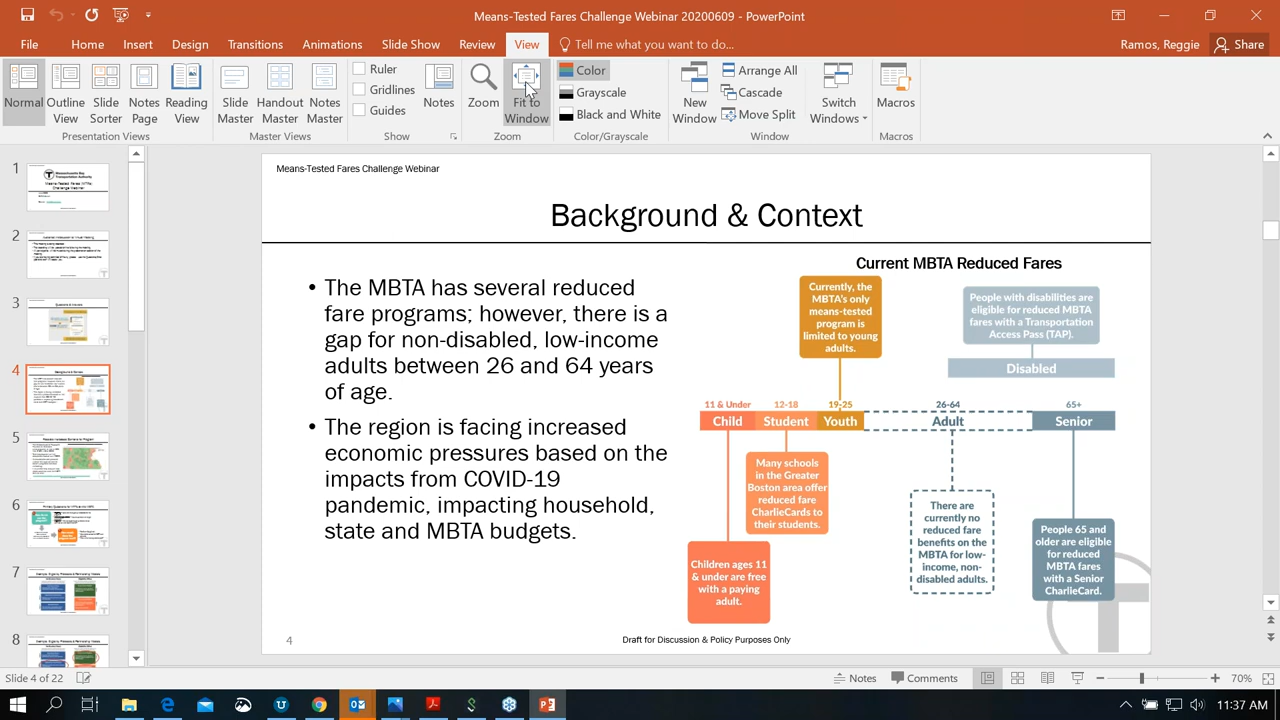 Means-Tested Fares Challenge Webinar 20200609 - PowerPoint
File Home Insert Design Transitions Animations Slide Show Review View Tell me what you want to do... Ramos, Reggie Share
Normal
Outline View
Slide Sorter
Notes Page
Reading View
Presentation Views
Slide Master
Handout Master
Notes Master
Master Views
Ruler
Gridlines
Guides
Show
Notes
Zoom
Fit to Window
Zoom
Color
Grayscale
Black and White
Color/Grayscale
New Window
Arrange All
Cascade
Move Split
Switch Windows
Window
Macros
Macros
1
2
3
4
5
6
7
8
Means-Tested Fares Challenge Webinar
Background & Context
• The MBTA has several reduced
fare programs; however, there is a
gap for non-disabled, low-income
adults between 26 and 64 years
of age.
• The region is facing increased
economic pressures based on the
impacts from COVID-19
pandemic, impacting household,
state and MBTA budgets.
Current MBTA Reduced Fares
Currently, the
MBTA's only
means-tested
program is
limited to young
adults.
People with disabilities are
eligible for reduced MBTA
fares with a Transportation
Access Pass (TAP).
Disabled
11 & Under 12-18 19-25 26-64 65+
Child Student Youth Adult Senior
Many schools
in the Greater
Boston area offer
reduced fare
CharlieCards to
their students.
Children ages 11
& under are free
with a paying
adult.
There are
currently no
reduced fare
benefits on the
MBTA for low-
income, non-
disabled adults.
People 65 and
older are eligible
for reduced
MBTA fares
with a Senior
CharlieCard.
4
Draft for Discussion & Policy Purposes Only
Slide 4 of 22 Notes Comments 70%
11:37 AM